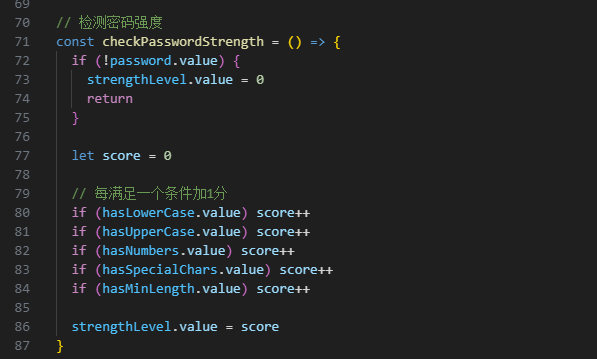 69
70 // 检测密码强度
71 const checkPasswordStrength = () => {
72 if (!password.value) {
73 strengthLevel.value = 0
74 return
75 }
76
77 let score = 0
78
79 // 每满足一个条件加1分
80 if (hasLowerCase.value) score++
81 if (hasUpperCase.value) score++
82 if (hasNumbers.value) score++
83 if (hasSpecialChars.value) score++
84 if (hasMinLength.value) score++
85
86 strengthLevel.value = score
87 }